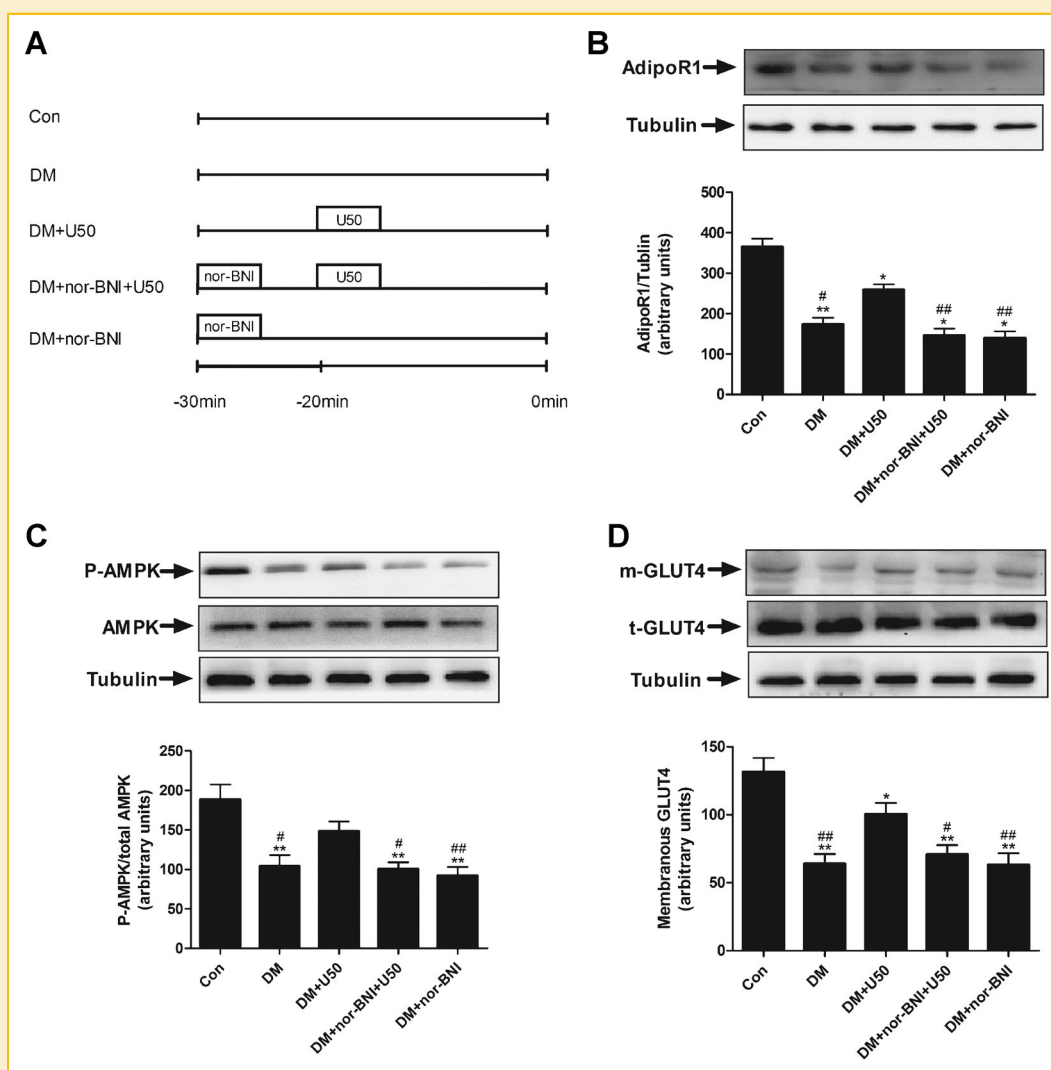 A
Con
DM
DM+U50
U50
DM+nor-BNI+U50
nor-BNI
U50
DM+nor-BNI
nor-BNI
-30min
-20min
0min
B
AdipoR1
Tubulin
AdipoR1/Tublin
(arbitrary units)
500
400
300
200
100
0
#
**
*
##
*
##
*
Con
DM
DM+U50
DM+nor-BNI+U50
DM+nor-BNI
C
P-AMPK
AMPK
Tubulin
P-AMPK/total AMPK
(arbitrary units)
250
200
150
100
50
0
#
**
#
**
##
**
Con
DM
DM+U50
DM+nor-BNI+U50
DM+nor-BNI
D
m-GLUT4
t-GLUT4
Tubulin
Membranous GLUT4
(arbitrary units)
150
100
50
0
##
**
*
#
**
##
**
Con
DM
DM+U50
DM+nor-BNI+U50
DM+nor-BNI